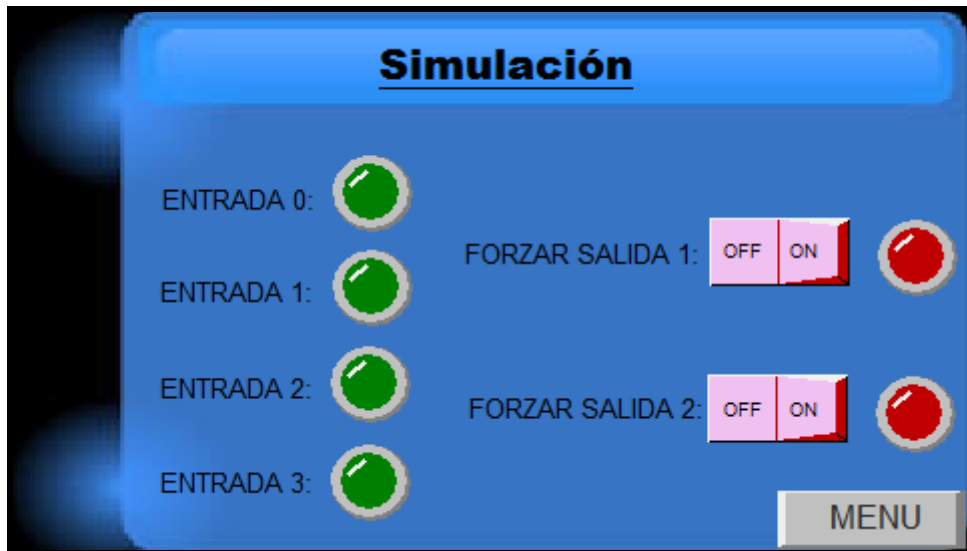 Simulación
ENTRADA 0:
ENTRADA 1:
ENTRADA 2:
ENTRADA 3:
FORZAR SALIDA 1: OFF ON
FORZAR SALIDA 2: OFF ON
MENU